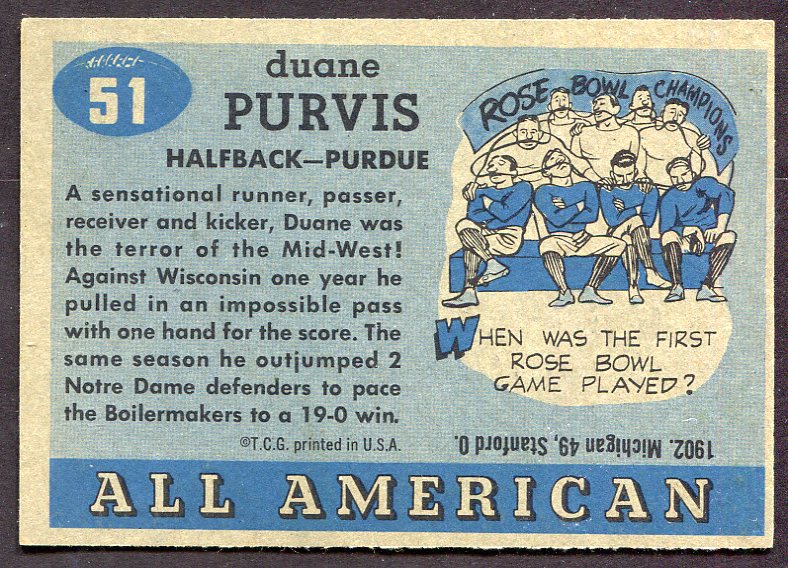 51
duane
PURVIS
HALFBACK—PURDUE
A sensational runner, passer,
receiver and kicker, Duane was
the terror of the Mid-West!
Against Wisconsin one year he
pulled in an impossible pass
with one hand for the score. The
same season he outjumped 2
Notre Dame defenders to pace
the Boilermakers to a 19-0 win.
©T.C.G. printed in U.S.A.
ROSE BOWL CHAMPIONS
WHEN WAS THE FIRST
ROSE BOWL
GAME PLAYED?
1902. Michigan 49, Stanford 0.
ALL AMERICAN